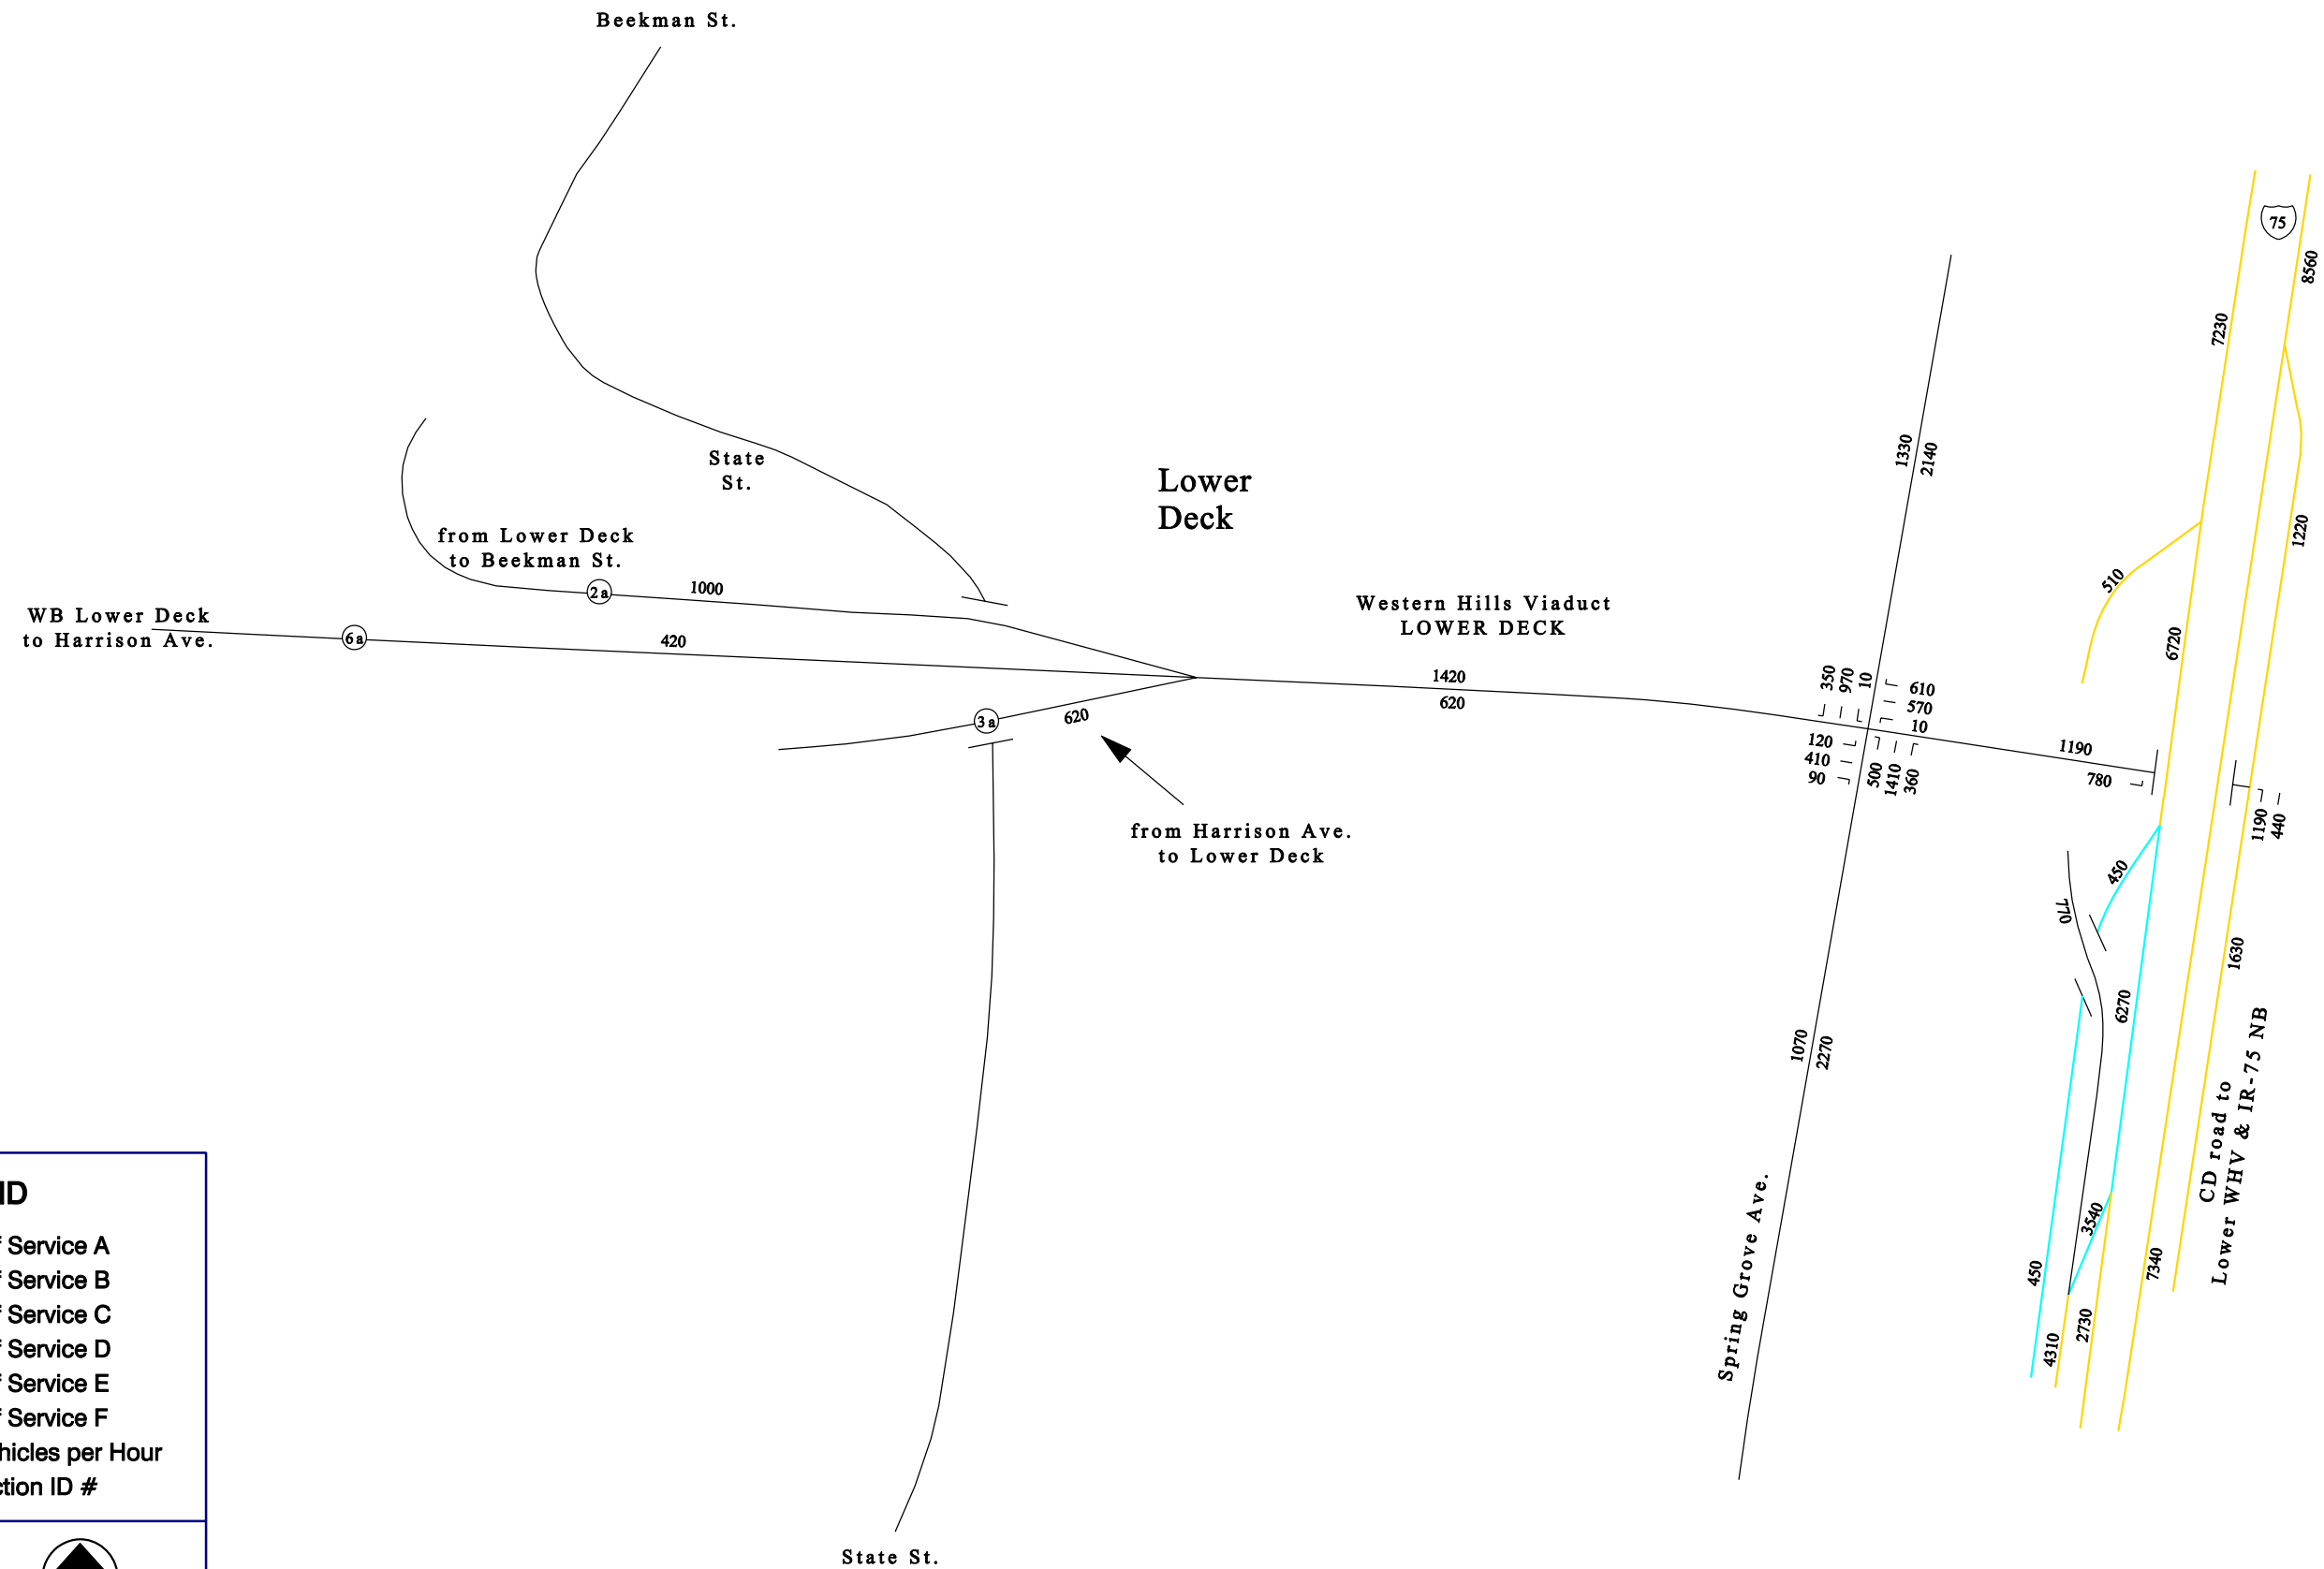 Beekman St.
75
8560
7230
1330
2140
State
St.
Lower
Deck
1220
from Lower Deck
to Beekman St.
510
2a
1000
WB Lower Deck
to Harrison Ave.
6a
420
Western Hills Viaduct
LOWER DECK
6720
1420
620
350
970
10
610
570
10
3a
620
120
410
90
500
1410
360
1190
780
1190
440
from Harrison Ave.
to Lower Deck
450
770
1630
6270
1070
2270
CD road to
Lower WHV & IR-75 NB
Spring Grove Ave.
3540
7340
450
4310
2730
Service A
Service B
Service C
Service D
Service E
Service F
per Hour
ID #
State St.